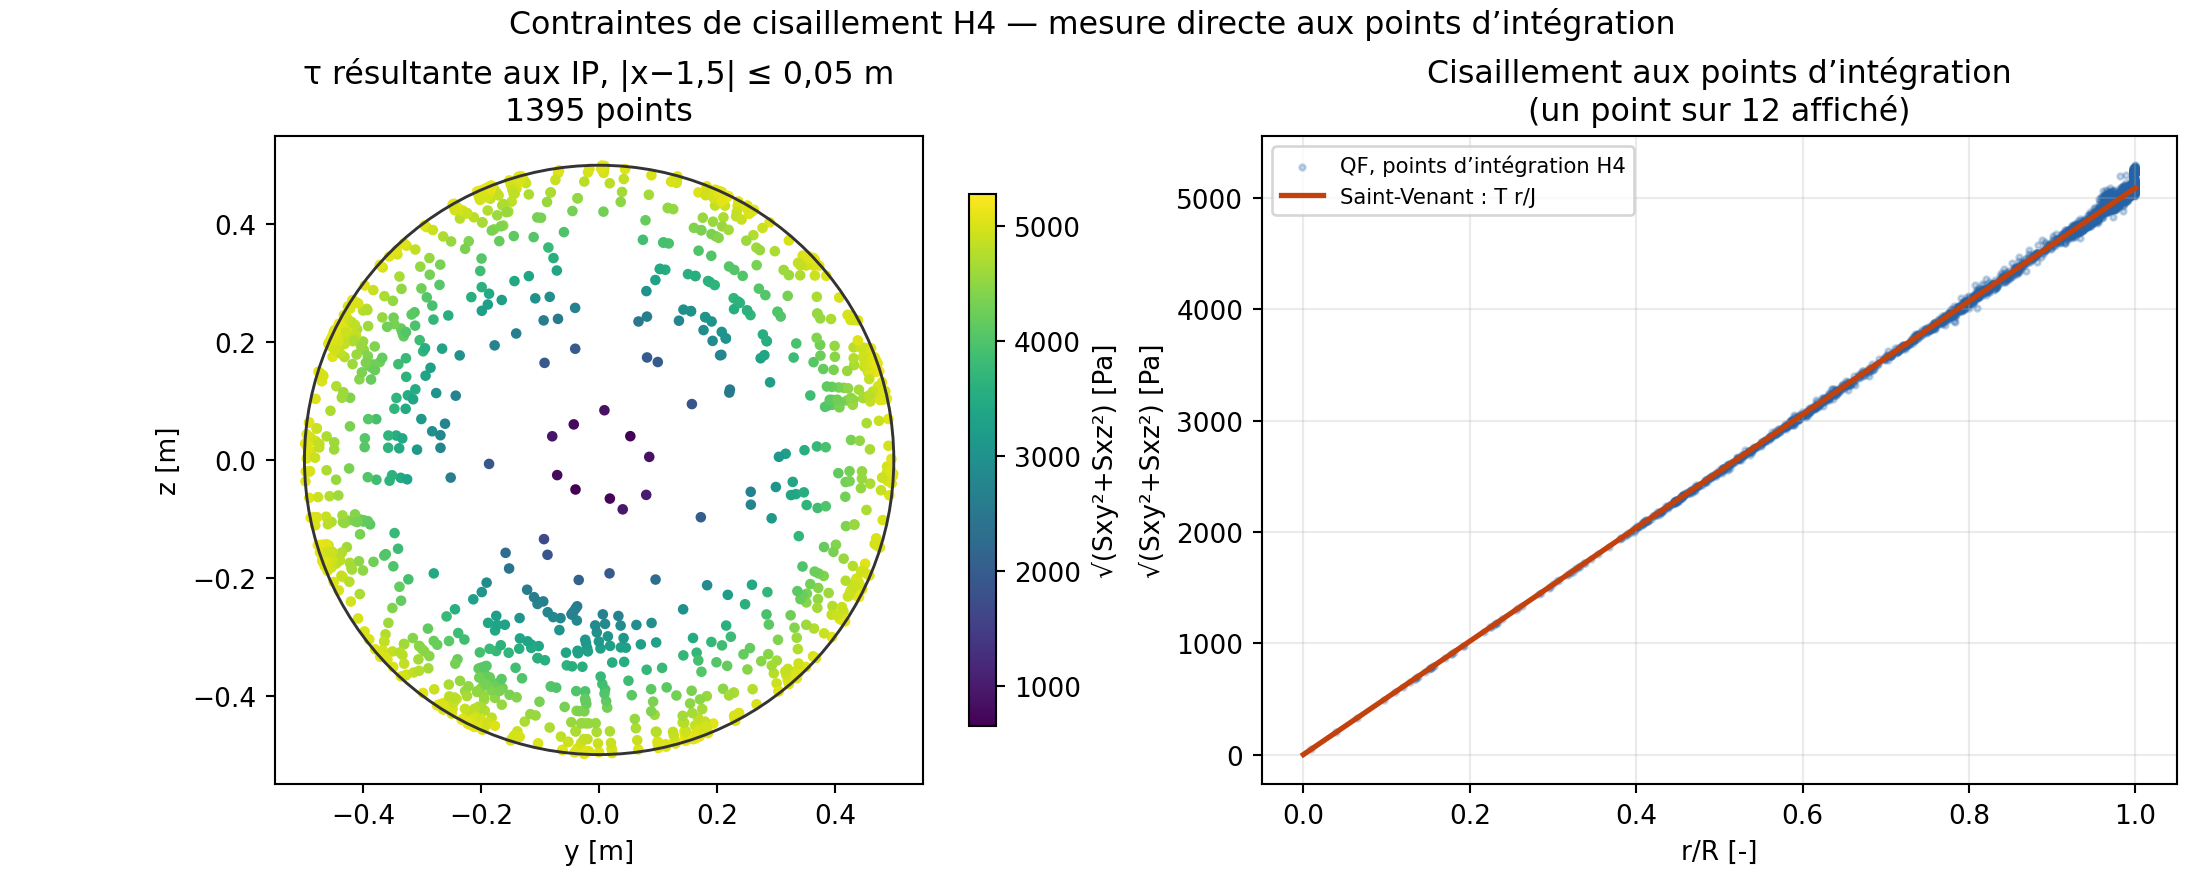 Contraintes de cisaillement H4 — mesure directe aux points d’intégration
τ résultante aux IP, |x−1,5| ≤ 0,05 m
1395 points
z [m]
0.4
0.2
0.0
−0.2
−0.4
−0.4
−0.2
0.0
0.2
0.4
y [m]
5000
4000
3000
2000
1000
√(Sxy²+Sxz²) [Pa]
Cisaillement aux points d’intégration
(un point sur 12 affiché)
√(Sxy²+Sxz²) [Pa]
5000
4000
3000
2000
1000
0
QF, points d’intégration H4
Saint-Venant : T r/J
0.0
0.2
0.4
0.6
0.8
1.0
r/R [-]